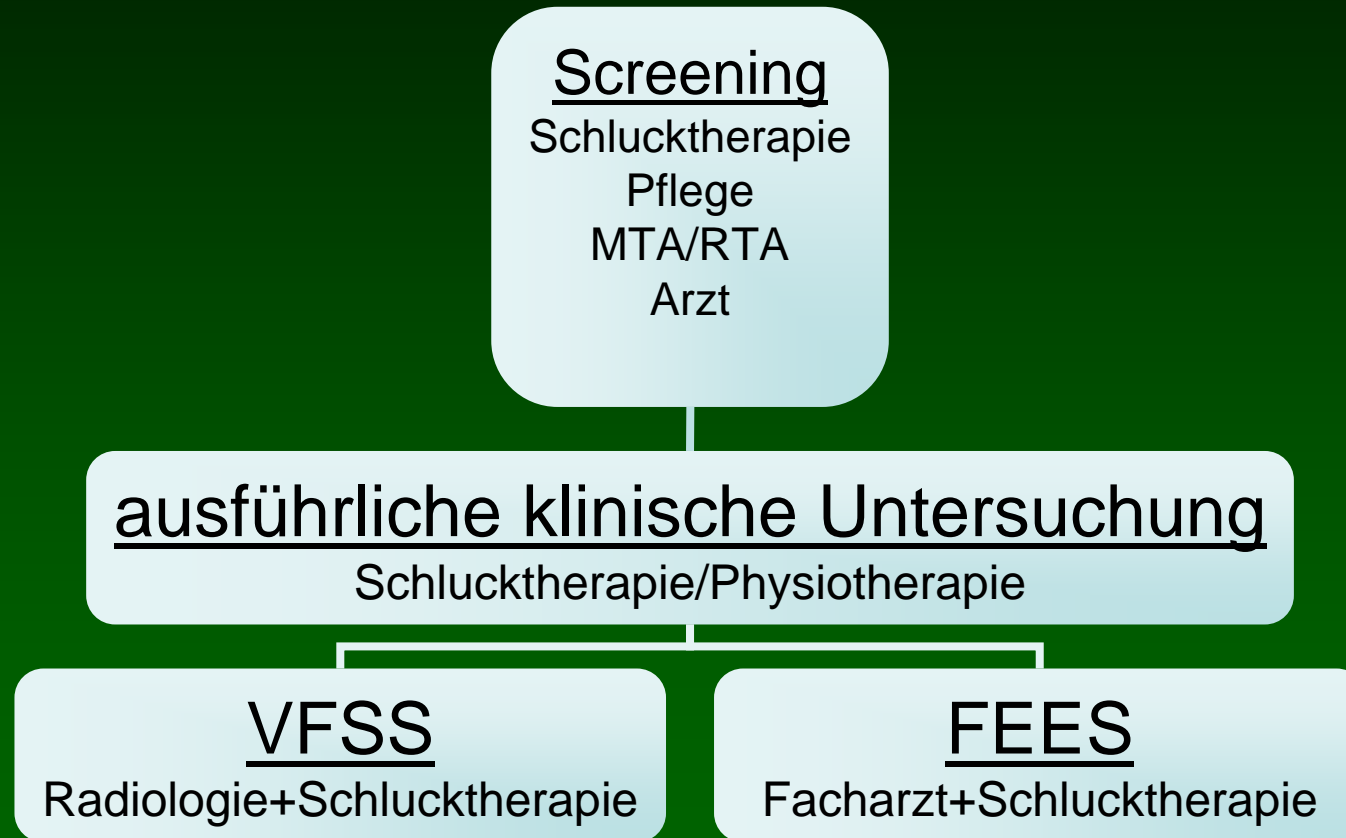 Screening
Schlucktherapie
Pflege
MTA/RTA
Arzt
ausführliche klinische Untersuchung
Schlucktherapie/Physiotherapie
VFSS
Radiologie+Schlucktherapie
FEES
Facharzt+Schlucktherapie